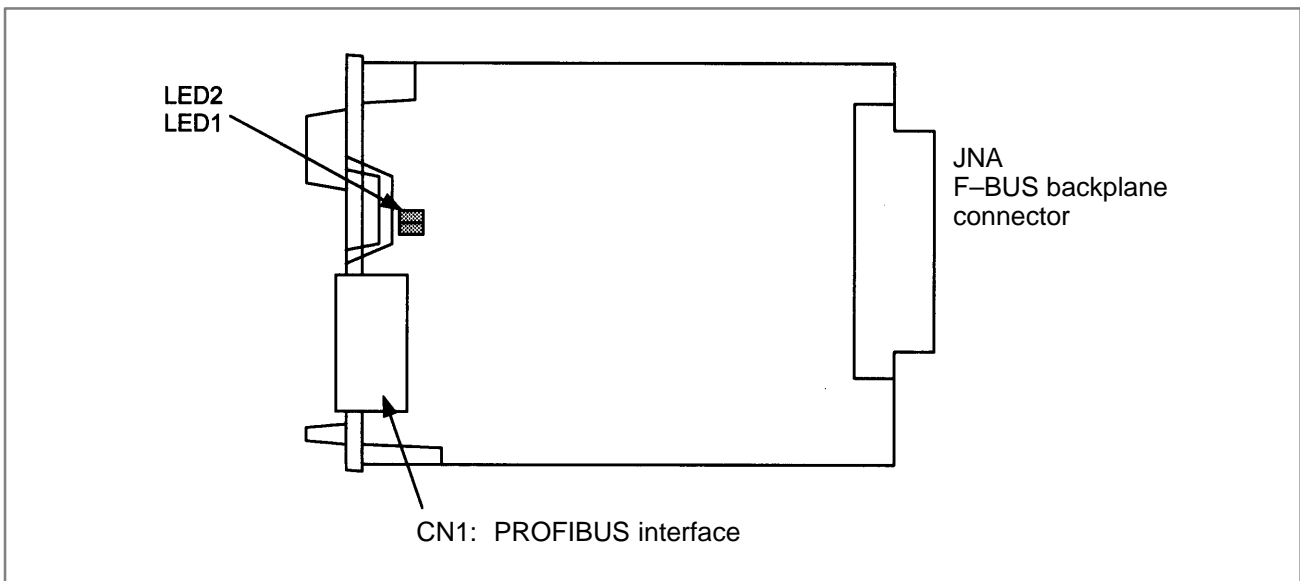 LED2
LED1
JNA
F–BUS backplane
connector
CN1: PROFIBUS interface